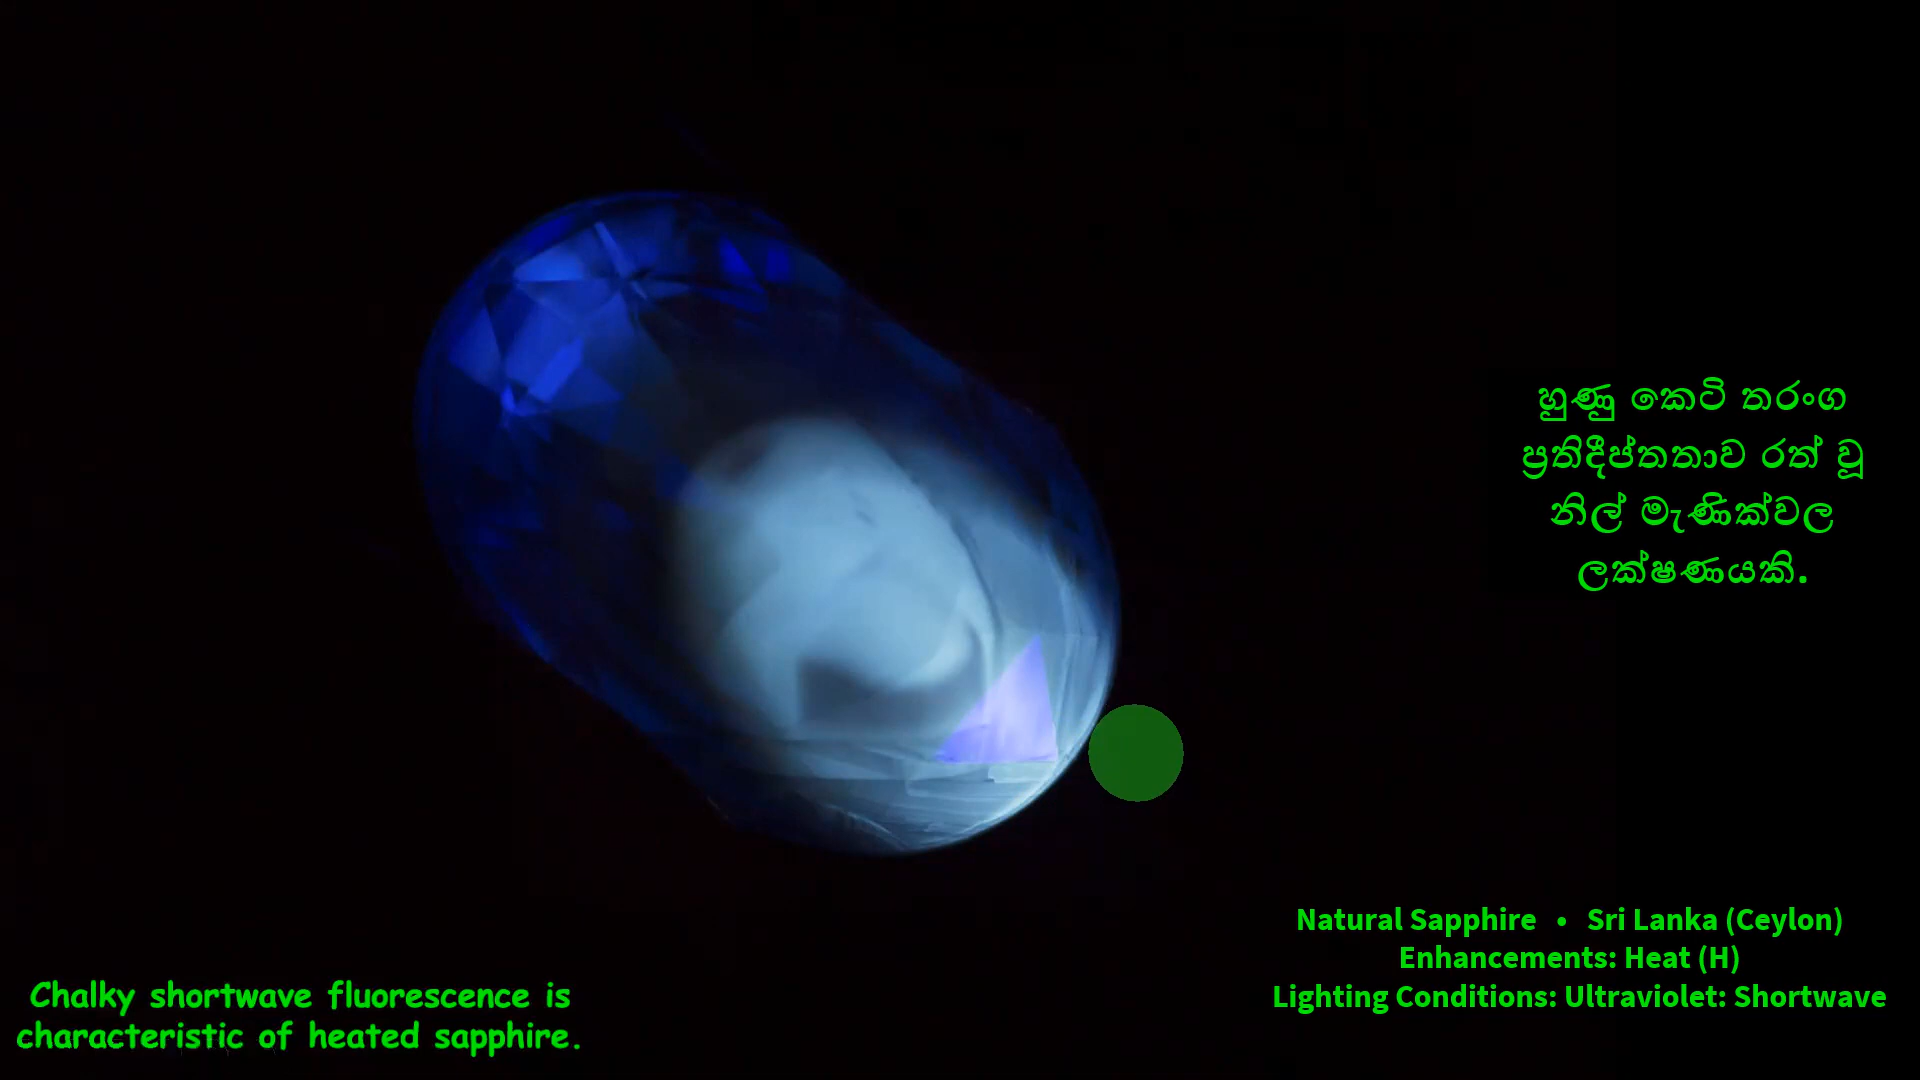 හුණු කෙටි තරංග
ප්‍රතිදීප්තතාව රත් වූ
නිල් මැණික්වල
ලක්ෂණයකි.
Natural Sapphire • Sri Lanka (Ceylon)
Enhancements: Heat (H)
Lighting Conditions: Ultraviolet: Shortwave
Chalky shortwave fluorescence is
characteristic of heated sapphire.